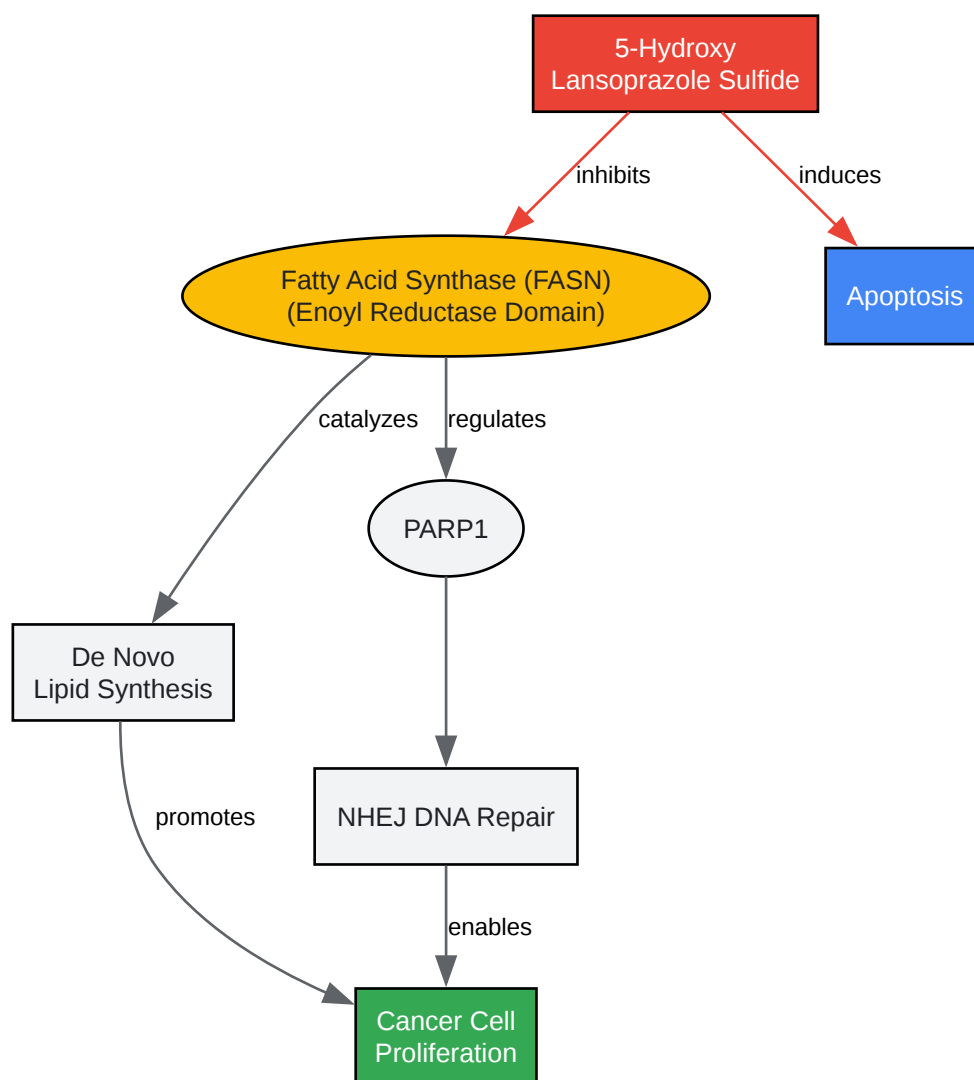 5-Hydroxy
Lansoprazole Sulfide
inhibits
induces
Fatty Acid Synthase (FASN)
(Enoyl Reductase Domain)
Apoptosis
catalyzes
regulates
PARP1
De Novo
Lipid Synthesis
promotes
NHEJ DNA Repair
enables
Cancer Cell
Proliferation